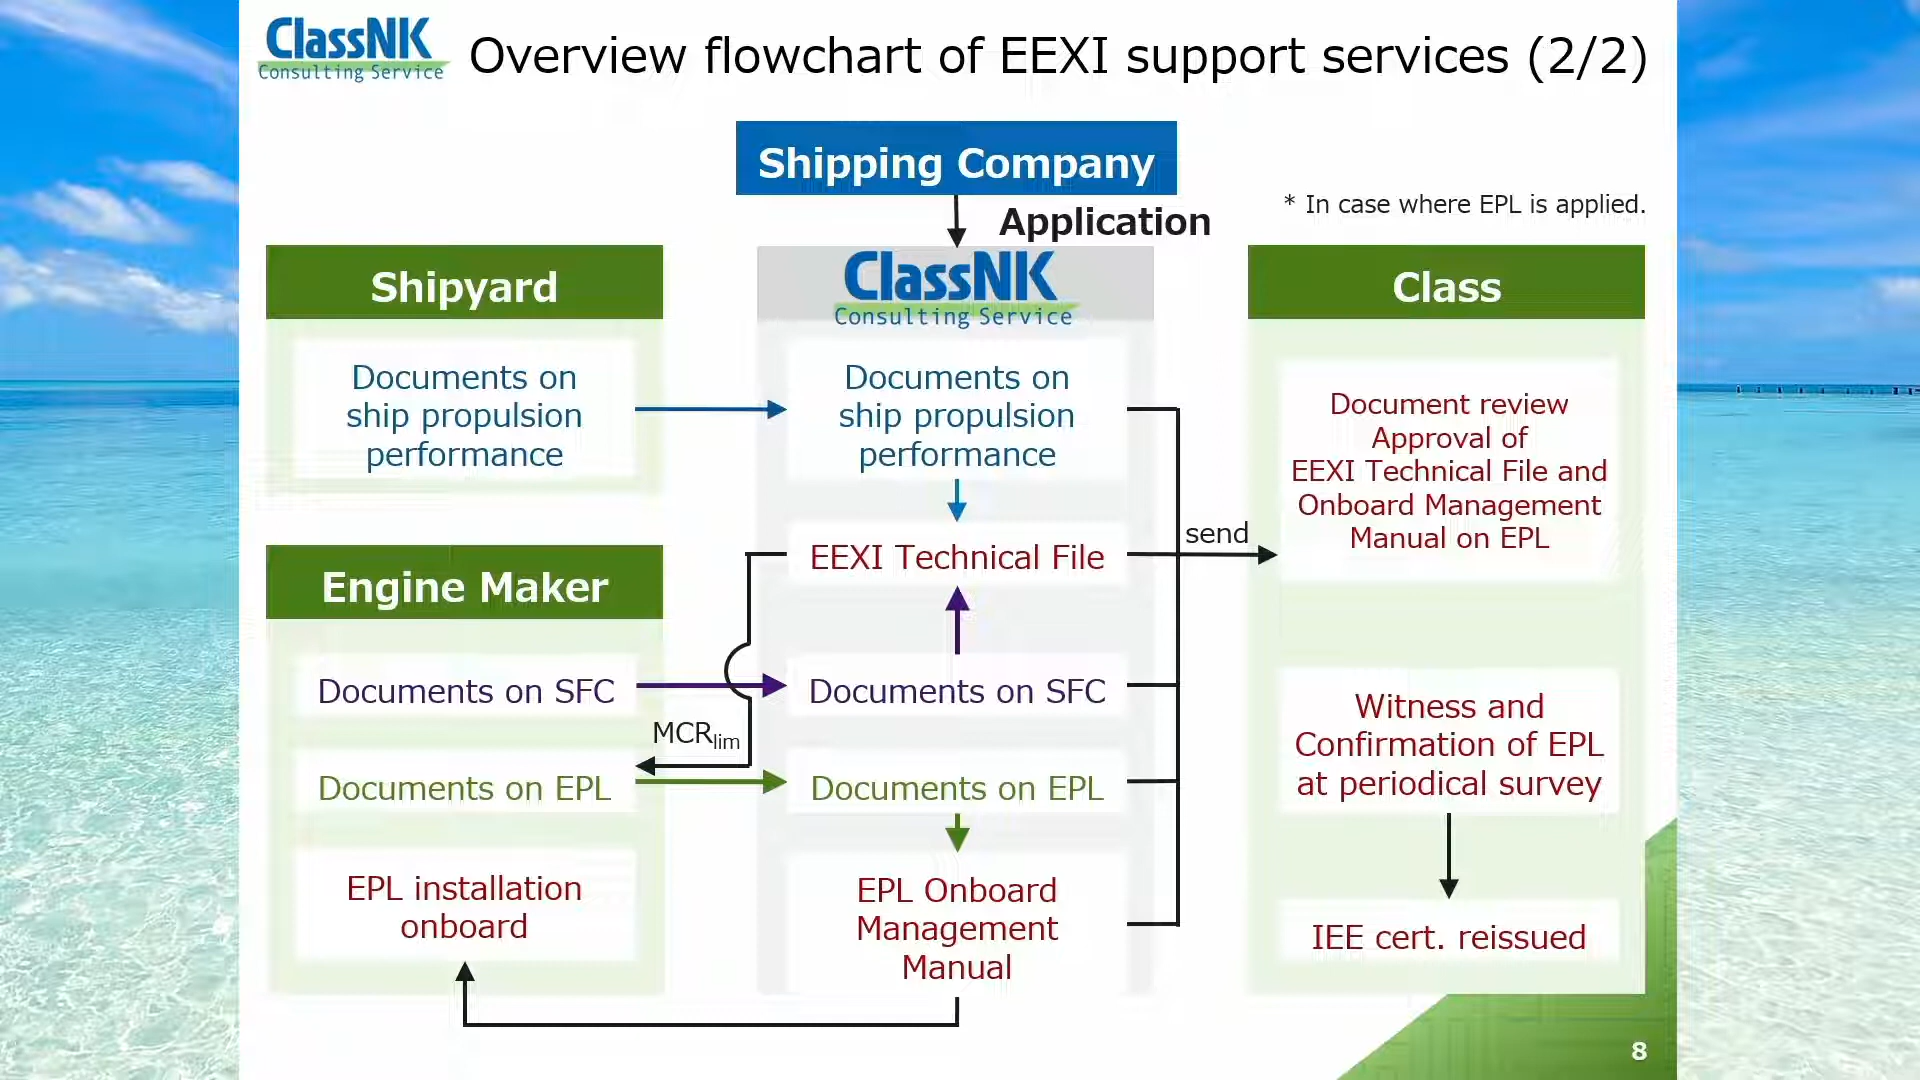 ClassNK
Consulting Service
Overview flowchart of EEXI support services (2/2)
Shipping Company
Application
* In case where EPL is applied.
Shipyard
Documents on
ship propulsion
performance
Engine Maker
Documents on SFC
MCRlim
Documents on EPL
EPL installation
onboard
ClassNK
Consulting Service
Documents on
ship propulsion
performance
EEXI Technical File
Documents on SFC
Documents on EPL
EPL Onboard
Management
Manual
send
Class
Document review
Approval of
EEXI Technical File and
Onboard Management
Manual on EPL
Witness and
Confirmation of EPL
at periodical survey
IEE cert. reissued
8